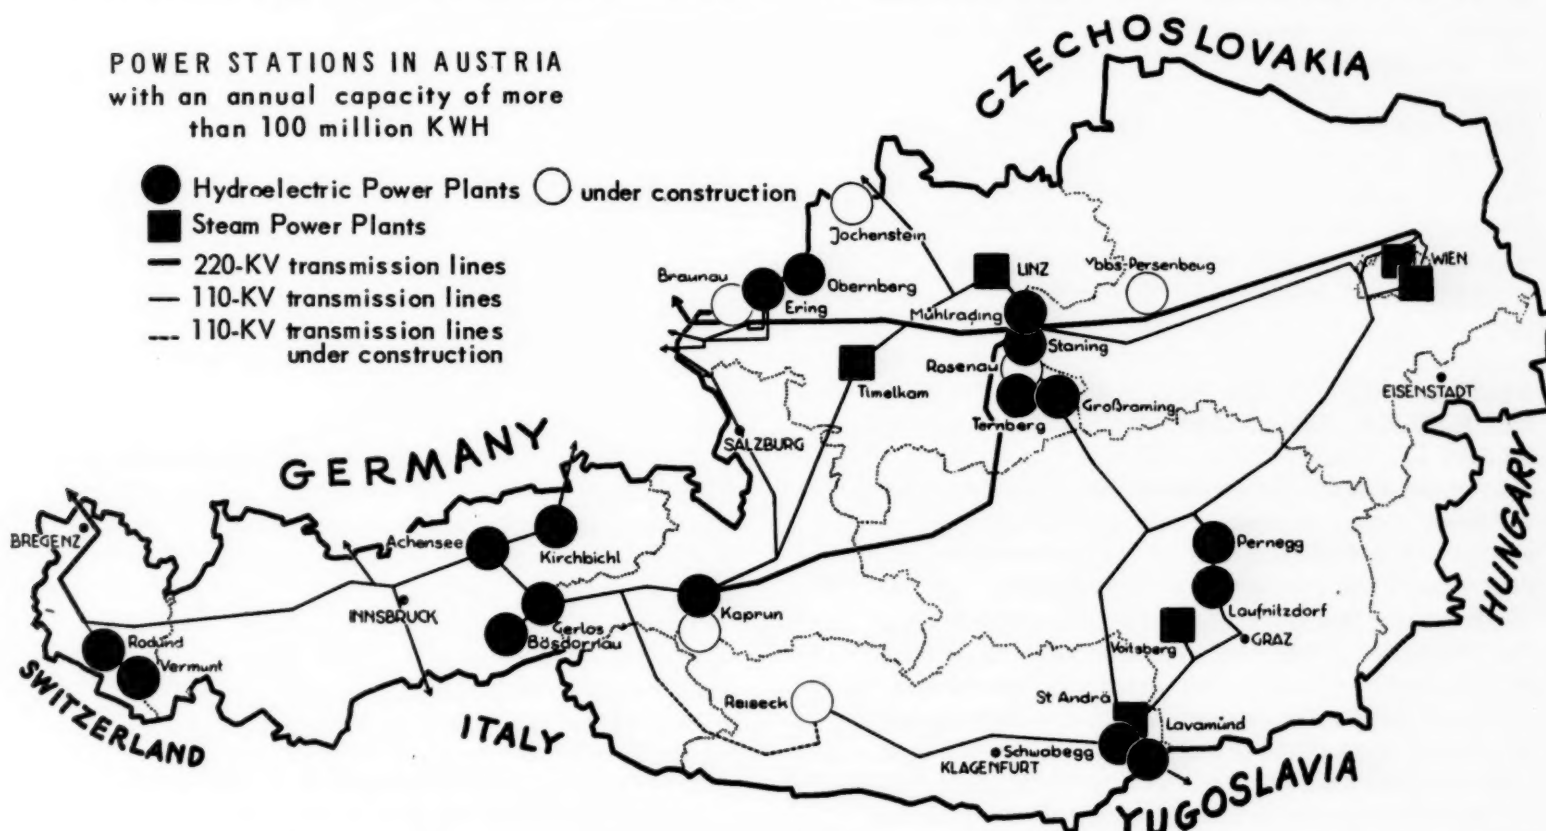 POWER STATIONS IN AUSTRIA
with an annual capacity of more
than 100 million KWH
Hydroelectric Power Plants
under construction
Steam Power Plants
220-KV transmission lines
110-KV transmission lines
110-KV transmission lines
under construction
CZECHOSLOVAKIA
Jochenstein
Braunau
Obernberg
Ering
LINZ
Ybbs-Persenbeug
WIEN
Mühlrading
Staning
Rosenau
Timelkam
Ternberg
Großraming
EISENSTADT
SALZBURG
GERMANY
HUNGARY
BREGENZ
Achensee
Kirchbichl
Pernegg
INNSBRUCK
Gerlos
Bösdornau
Kaprun
Laufnitzdorf
Voitsberg
GRAZ
Rodund
Vermunt
SWITZERLAND
ITALY
Reiseck
St Andrä
Lavamünd
Schwabegg
KLAGENFURT
YUGOSLAVIA